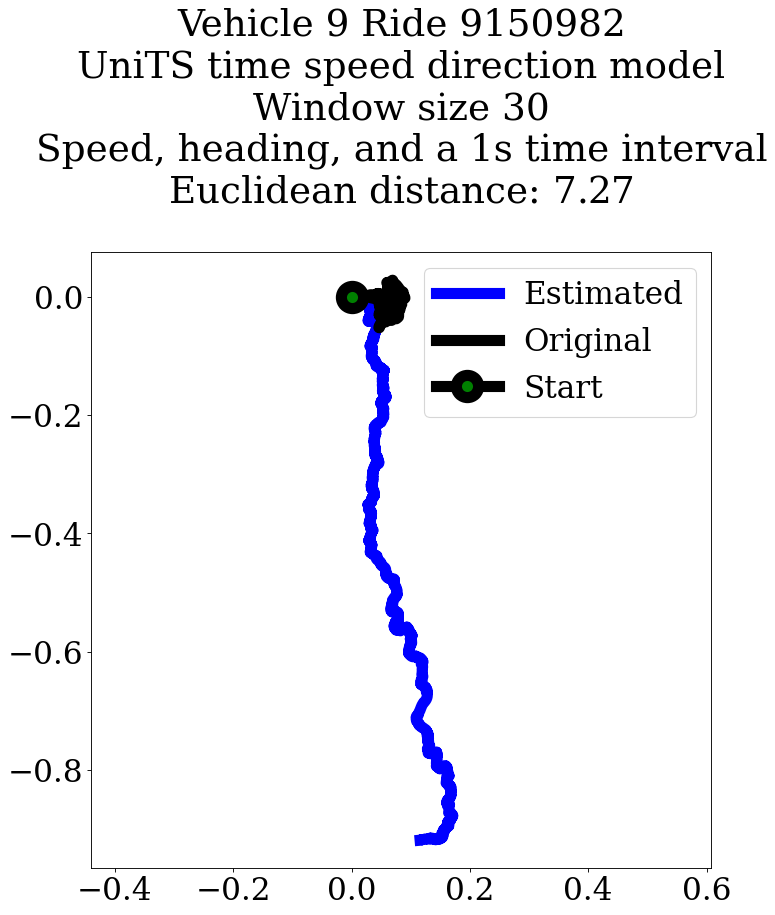 Vehicle 9 Ride 9150982
UniTS time speed direction model
Window size 30
Speed, heading, and a 1s time interval
Euclidean distance: 7.27
Estimated
Original
Start
0.0
−0.2
−0.4
−0.6
−0.8
−0.4 −0.2 0.0 0.2 0.4 0.6